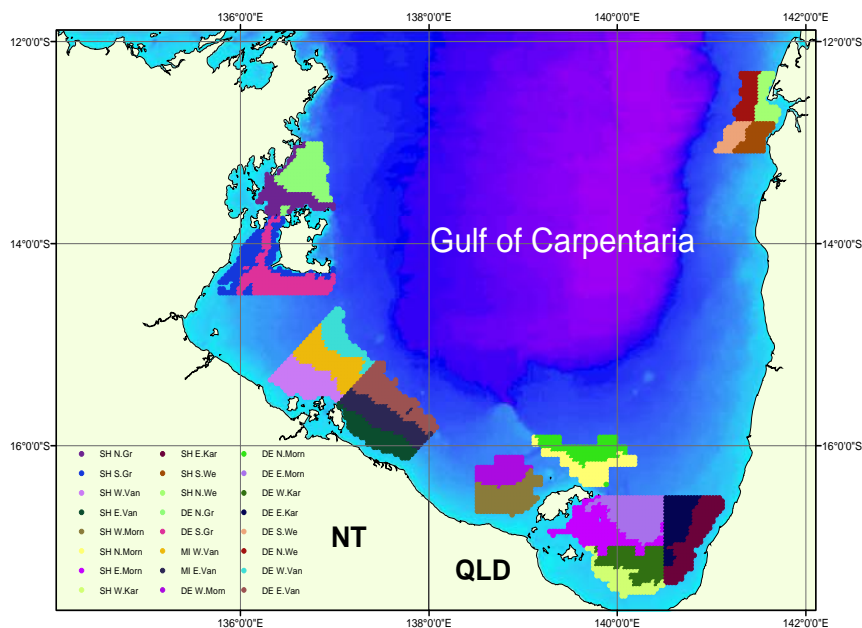 136°0'0"E 138°0'0"E 140°0'0"E 142°0'0"E
12°0'0"S 12°0'0"S
14°0'0"S 14°0'0"S
Gulf of Carpentaria
16°0'0"S 16°0'0"S
SH N.Gr SH E.Kar DE N.Morn
SH S.Gr SH S.We DE E.Morn
SH W.Van SH N.We DE W.Kar
SH E.Van DE N.Gr DE E.Kar
SH W.Morn DE S.Gr DE S.We
SH N.Morn MI W.Van DE N.We
SH E.Morn MI E.Van DE W.Van
SH W.Kar DE W.Morn DE E.Van
NT
QLD
136°0'0"E 138°0'0"E 140°0'0"E 142°0'0"E